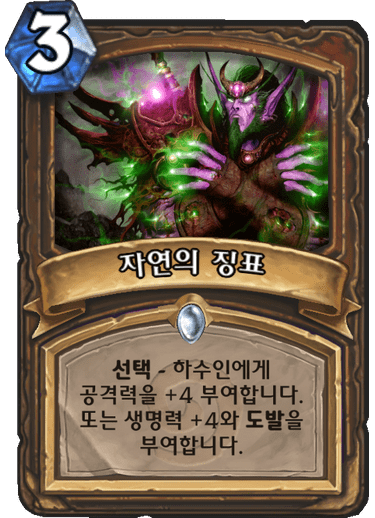 3
자연의 징표
선택 - 하수인에게
공격력을 +4 부여합니다.
또는 생명력 +4와 도발을
부여합니다.